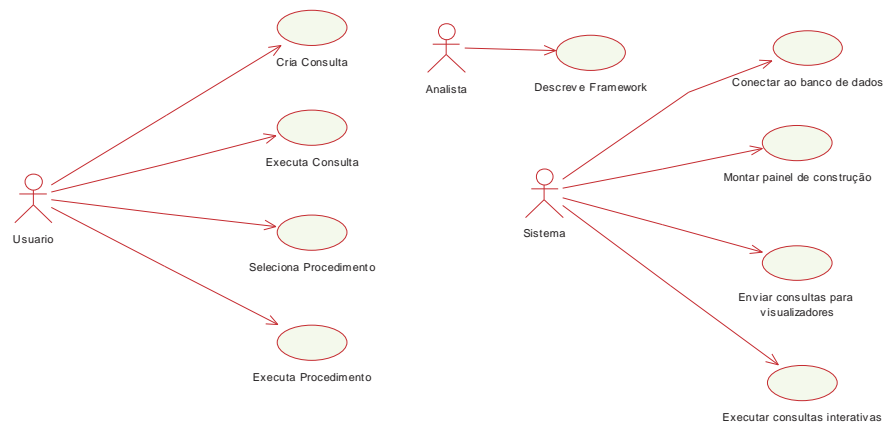 Cria Consulta
Executa Consulta
Usuario
Seleciona Procedimento
Executa Procedimento
Analista
Descreve Framework
Conectar ao banco de dados
Montar painel de construção
Sistema
Enviar consultas para
visualizadores
Executar consultas interativas